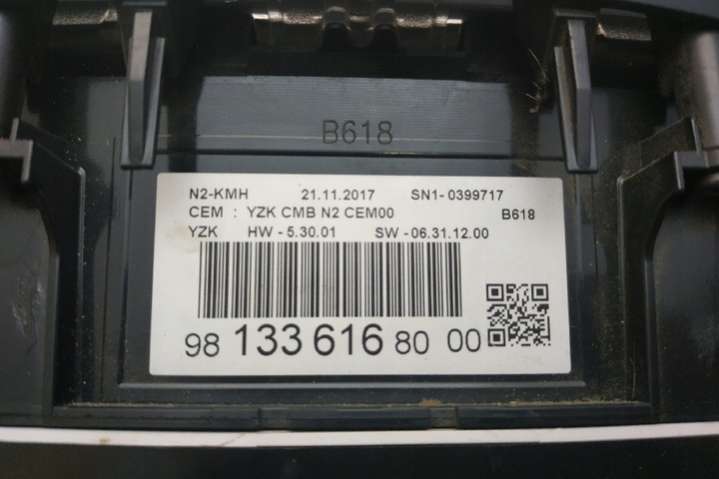 B618
N2-KMH 21.11.2017 SN1- 0399717
CEM : YZK CMB N2 CEM00 B618
YZK HW - 5.30.01 SW - 06.31.12.00
98 133 616 80 00